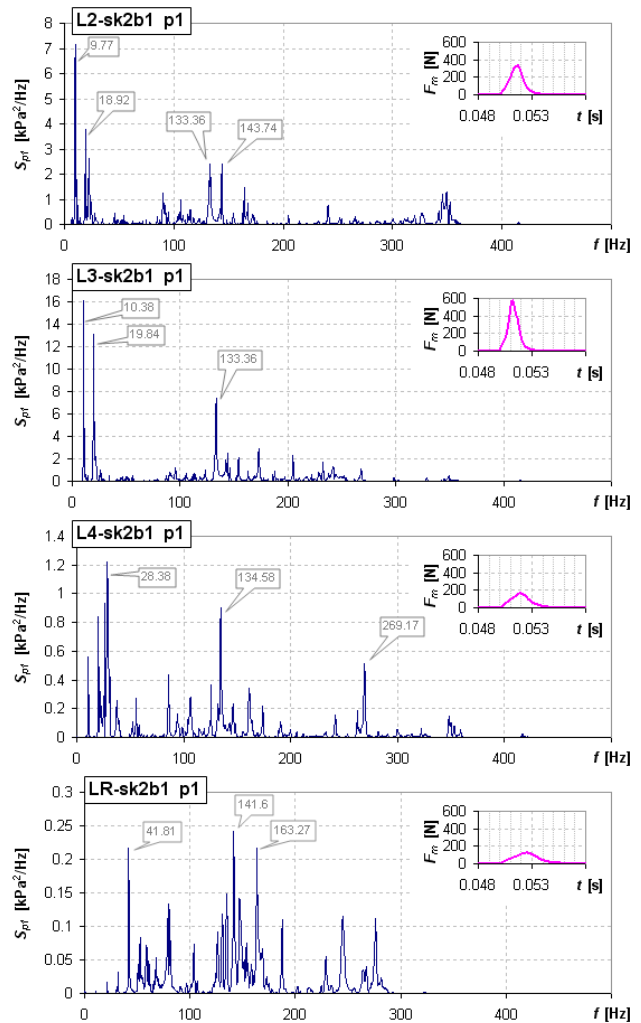 L2-sk2b1 p1
S_pf [kPa²/Hz]
8
7
6
5
4
3
2
1
0
9.77
18.92
133.36
143.74
0 100 200 300 400
f [Hz]
F_m [N]
600
400
200
0
0.048 0.053 t [s]
L3-sk2b1 p1
S_pf [kPa²/Hz]
18
16
14
12
10
8
6
4
2
0
10.38
19.84
133.36
0 100 200 300 400
f [Hz]
F_m [N]
600
400
200
0
0.048 0.053 t [s]
L4-sk2b1 p1
S_pf [kPa²/Hz]
1.4
1.2
1
0.8
0.6
0.4
0.2
0
28.38
134.58
269.17
0 100 200 300 400
f [Hz]
F_m [N]
600
400
200
0
0.048 0.053 t [s]
LR-sk2b1 p1
S_pf [kPa²/Hz]
0.3
0.25
0.2
0.15
0.1
0.05
0
41.81
141.6
163.27
0 100 200 300 400
f [Hz]
F_m [N]
600
400
200
0
0.048 0.053 t [s]